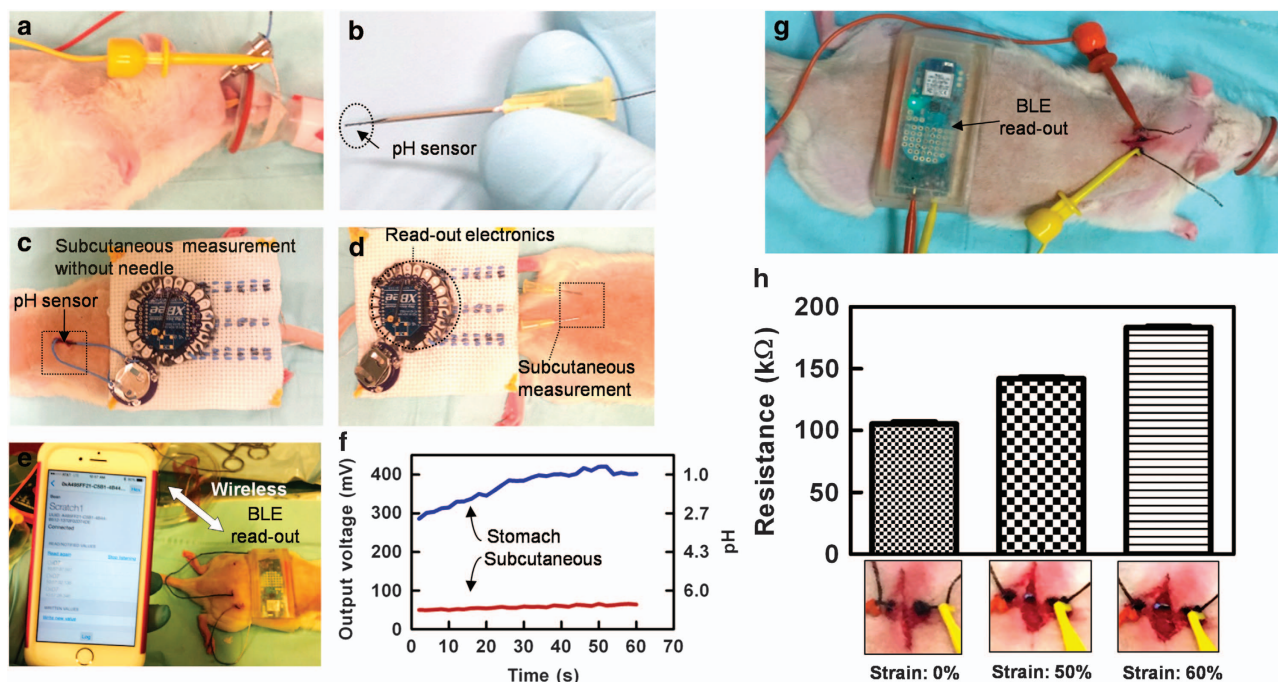 a
b
pH sensor
c
Subcutaneous measurement
without needle
pH sensor
d
Read-out electronics
Subcutaneous
measurement
e
Scratch1
Connected
Log
Wireless
BLE
read-out
f
Output voltage (mV)
400
300
200
100
0
Stomach
Subcutaneous
1.0
2.7
4.3
6.0
pH
0 10 20 30 40 50 60 70
Time (s)
g
BLE
read-out
h
Resistance (kΩ)
200
150
100
50
0
Strain: 0% Strain: 50% Strain: 60%